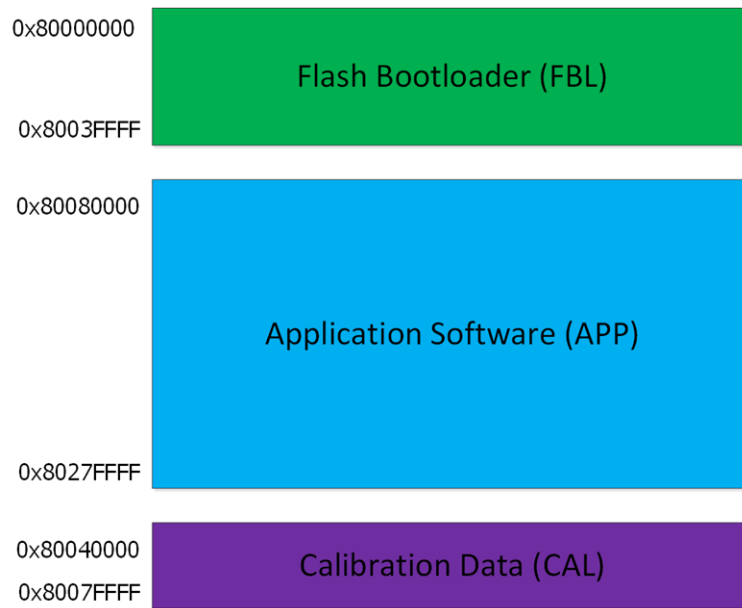 0x80000000
Flash Bootloader (FBL)
0x8003FFFF
0x80080000
Application Software (APP)
0x8027FFFF
0x80040000
Calibration Data (CAL)
0x8007FFFF